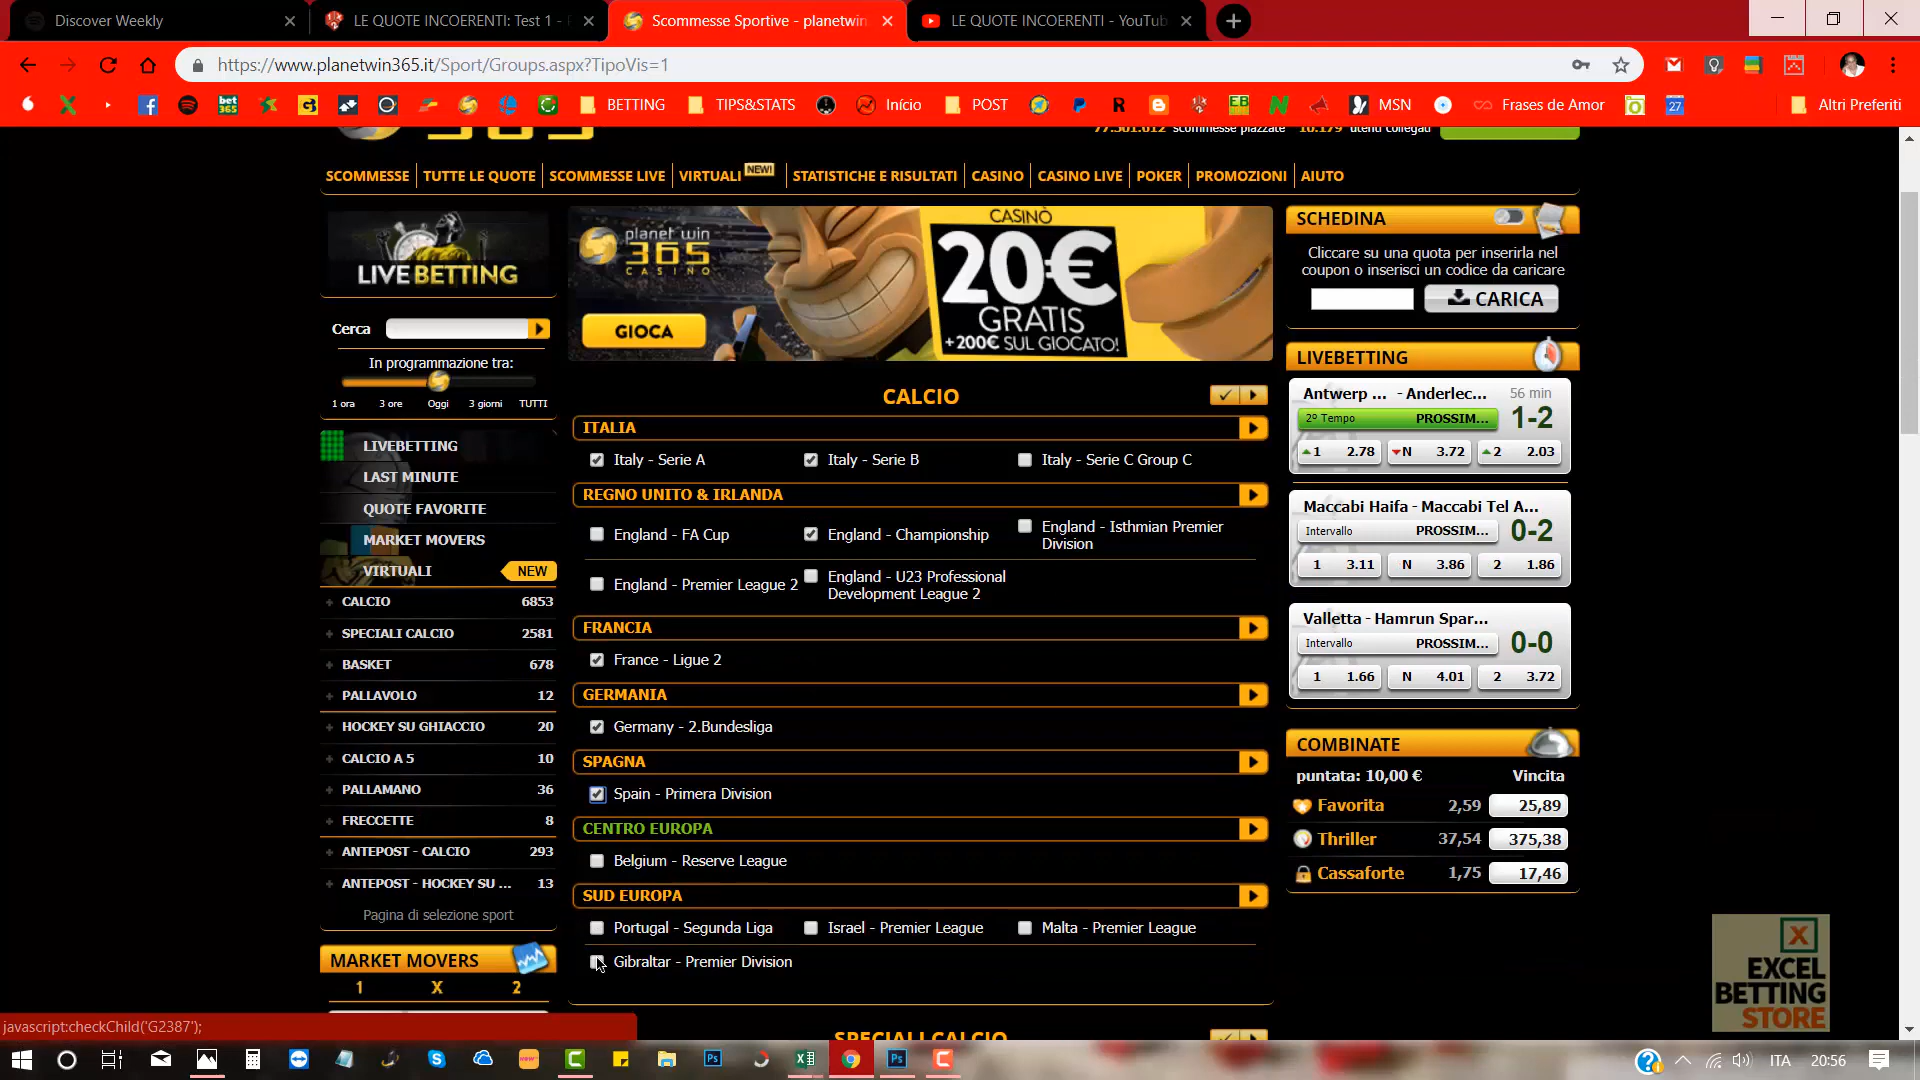 Discover Weekly
LE QUOTE INCOERENTI: Test 1 -
Scommesse Sportive - planetwin
LE QUOTE INCOERENTI - YouTub
https://www.planetwin365.it/Sport/Groups.aspx?TipoVis=1
BETTING
TIPS&STATS
Início
POST
MSN
Frases de Amor
Altri Preferiti
77.581.612 scommesse piazzate 10.179 utenti collegati
SCOMMESSE
TUTTE LE QUOTE
SCOMMESSE LIVE
VIRTUALI NEW!
STATISTICHE E RISULTATI
CASINO
CASINO LIVE
POKER
PROMOZIONI
AIUTO
LIVEBETTING
Cerca
In programmazione tra:
1 ora 3 ore Oggi 3 giorni TUTTI
LIVEBETTING
LAST MINUTE
QUOTE FAVORITE
MARKET MOVERS
VIRTUALI NEW
CALCIO 6853
SPECIALI CALCIO 2581
BASKET 678
PALLAVOLO 12
HOCKEY SU GHIACCIO 20
CALCIO A 5 10
PALLAMANO 36
FRECCETTE 8
ANTEPOST - CALCIO 293
ANTEPOST - HOCKEY SU ... 13
Pagina di selezione sport
MARKET MOVERS
1 X 2
planet win
365
CASINO
GIOCA
CASINÒ
20€
GRATIS
+200€ SUL GIOCATO!
CALCIO
ITALIA
Italy - Serie A
Italy - Serie B
Italy - Serie C Group C
REGNO UNITO & IRLANDA
England - FA Cup
England - Championship
England - Isthmian Premier
Division
England - Premier League 2
England - U23 Professional
Development League 2
FRANCIA
France - Ligue 2
GERMANIA
Germany - 2.Bundesliga
SPAGNA
Spain - Primera Division
CENTRO EUROPA
Belgium - Reserve League
SUD EUROPA
Portugal - Segunda Liga
Israel - Premier League
Malta - Premier League
Gibraltar - Premier Division
SPECIALI CALCIO
SCHEDINA
Cliccare su una quota per inserirla nel
coupon o inserisci un codice da caricare
CARICA
LIVEBETTING
Antwerp ... - Anderlec... 56 min
2º Tempo PROSSIM... 1-2
1 2.78 N 3.72 2 2.03
Maccabi Haifa - Maccabi Tel A...
Intervallo PROSSIM... 0-2
1 3.11 N 3.86 2 1.86
Valletta - Hamrun Spar...
Intervallo PROSSIM... 0-0
1 1.66 N 4.01 2 3.72
COMBINATE
puntata: 10,00 € Vincita
Favorita 2,59 25,89
Thriller 37,54 375,38
Cassaforte 1,75 17,46
X
EXCEL
BETTING
STORE
javascript:checkChild('G2387');
ITA
20:56